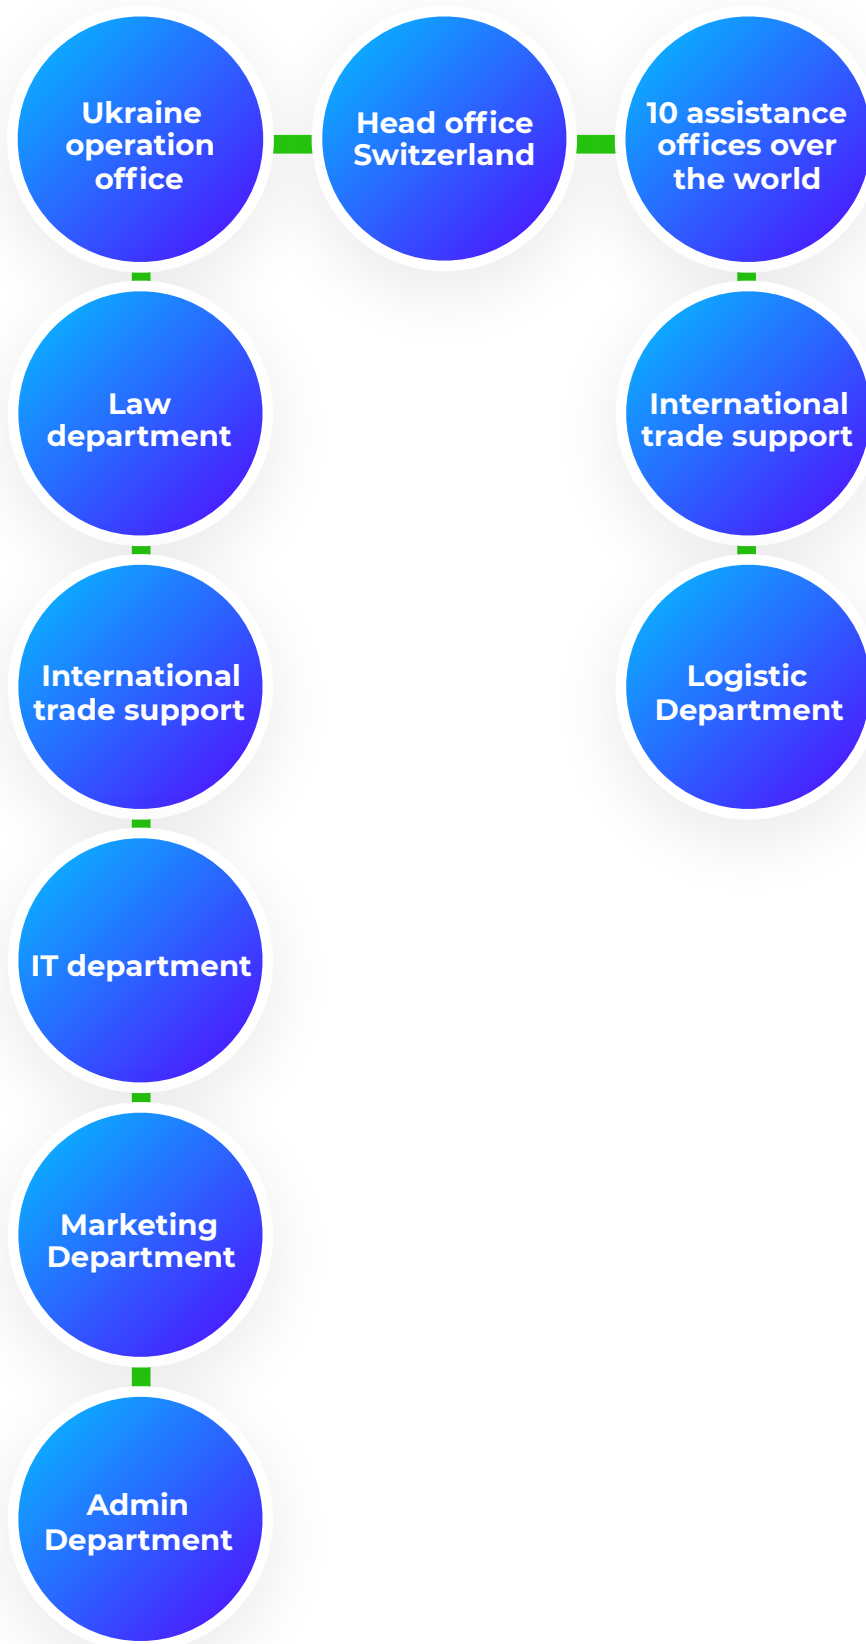 Ukraine
operation
office
Head office
Switzerland
10 assistance
offices over
the world
Law
department
International
trade support
International
trade support
Logistic
Department
IT department
Marketing
Department
Admin
Department